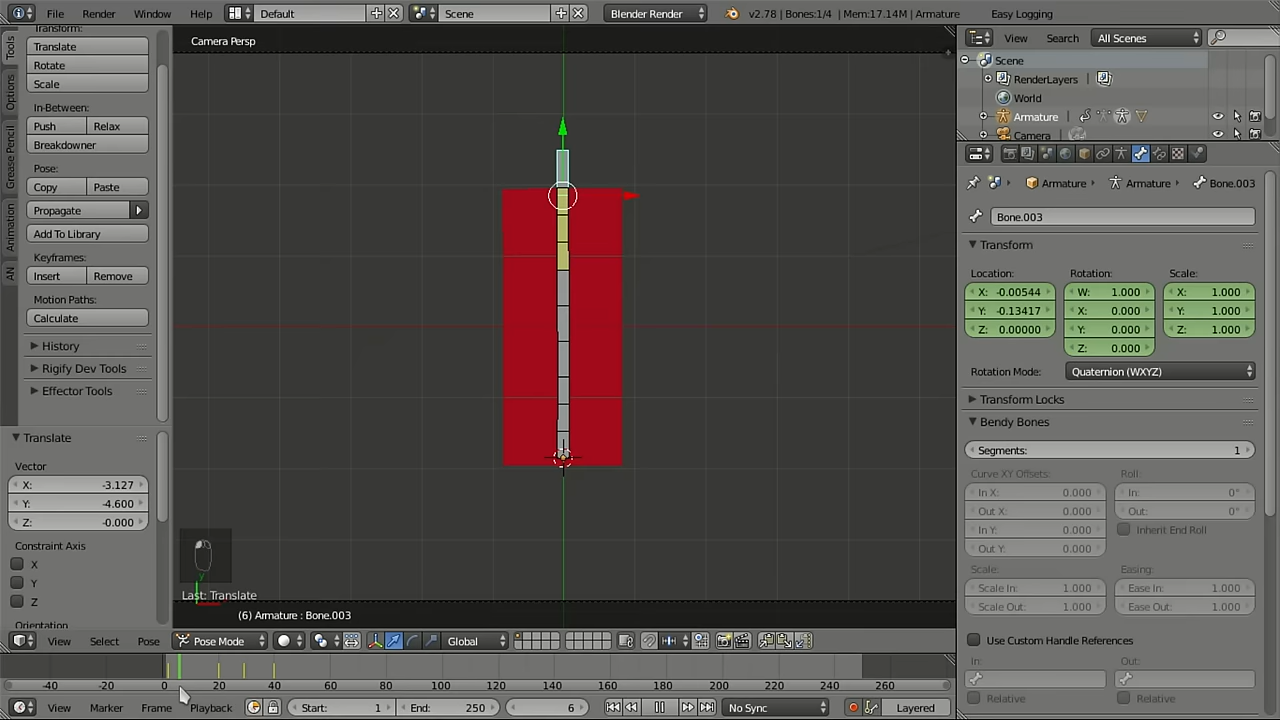 File Render Window Help Default Scene Blender Render v2.78 | Bones:1/4 | Mem:17.14M | Armature Easy Logging
Tools
Options
Grease Pencil
Animation
AN
Transform:
Translate
Rotate
Scale
In-Between:
Push Relax
Breakdowner
Pose:
Copy Paste
Propagate
Add To Library
Keyframes:
Insert Remove
Motion Paths:
Calculate
History
Rigify Dev Tools
Effector Tools
Translate
Vector
X: -3.127
Y: -4.600
Z: -0.000
Constraint Axis
X
Y
Z
Orientation
Camera Persp
y
Last: Translate
(6) Armature : Bone.003
View Select Pose Pose Mode Global
-40 -20 0 20 40 60 80 100 120 140 160 180 200 220 240 260
View Marker Frame Playback Start: 1 End: 250 6 No Sync Layered
View Search All Scenes
Scene
RenderLayers
World
Armature
Camera
Armature Armature Bone.003
Bone.003
Transform
Location: Rotation: Scale:
X: -0.00544 W: 1.000 X: 1.000
Y: -0.13417 X: 0.000 Y: 1.000
Z: 0.00000 Y: 0.000 Z: 1.000
Z: 0.000
Rotation Mode: Quaternion (WXYZ)
Transform Locks
Bendy Bones
Segments: 1
Curve XY Offsets: Roll:
In X: 0.000 In: 0°
Out X: 0.000 Out: 0°
In Y: 0.000 Inherit End Roll
Out Y: 0.000
Scale: Easing:
Scale In: 1.000 Ease In: 1.000
Scale Out: 1.000 Ease Out: 1.000
Use Custom Handle References
In: Out:
Relative Relative